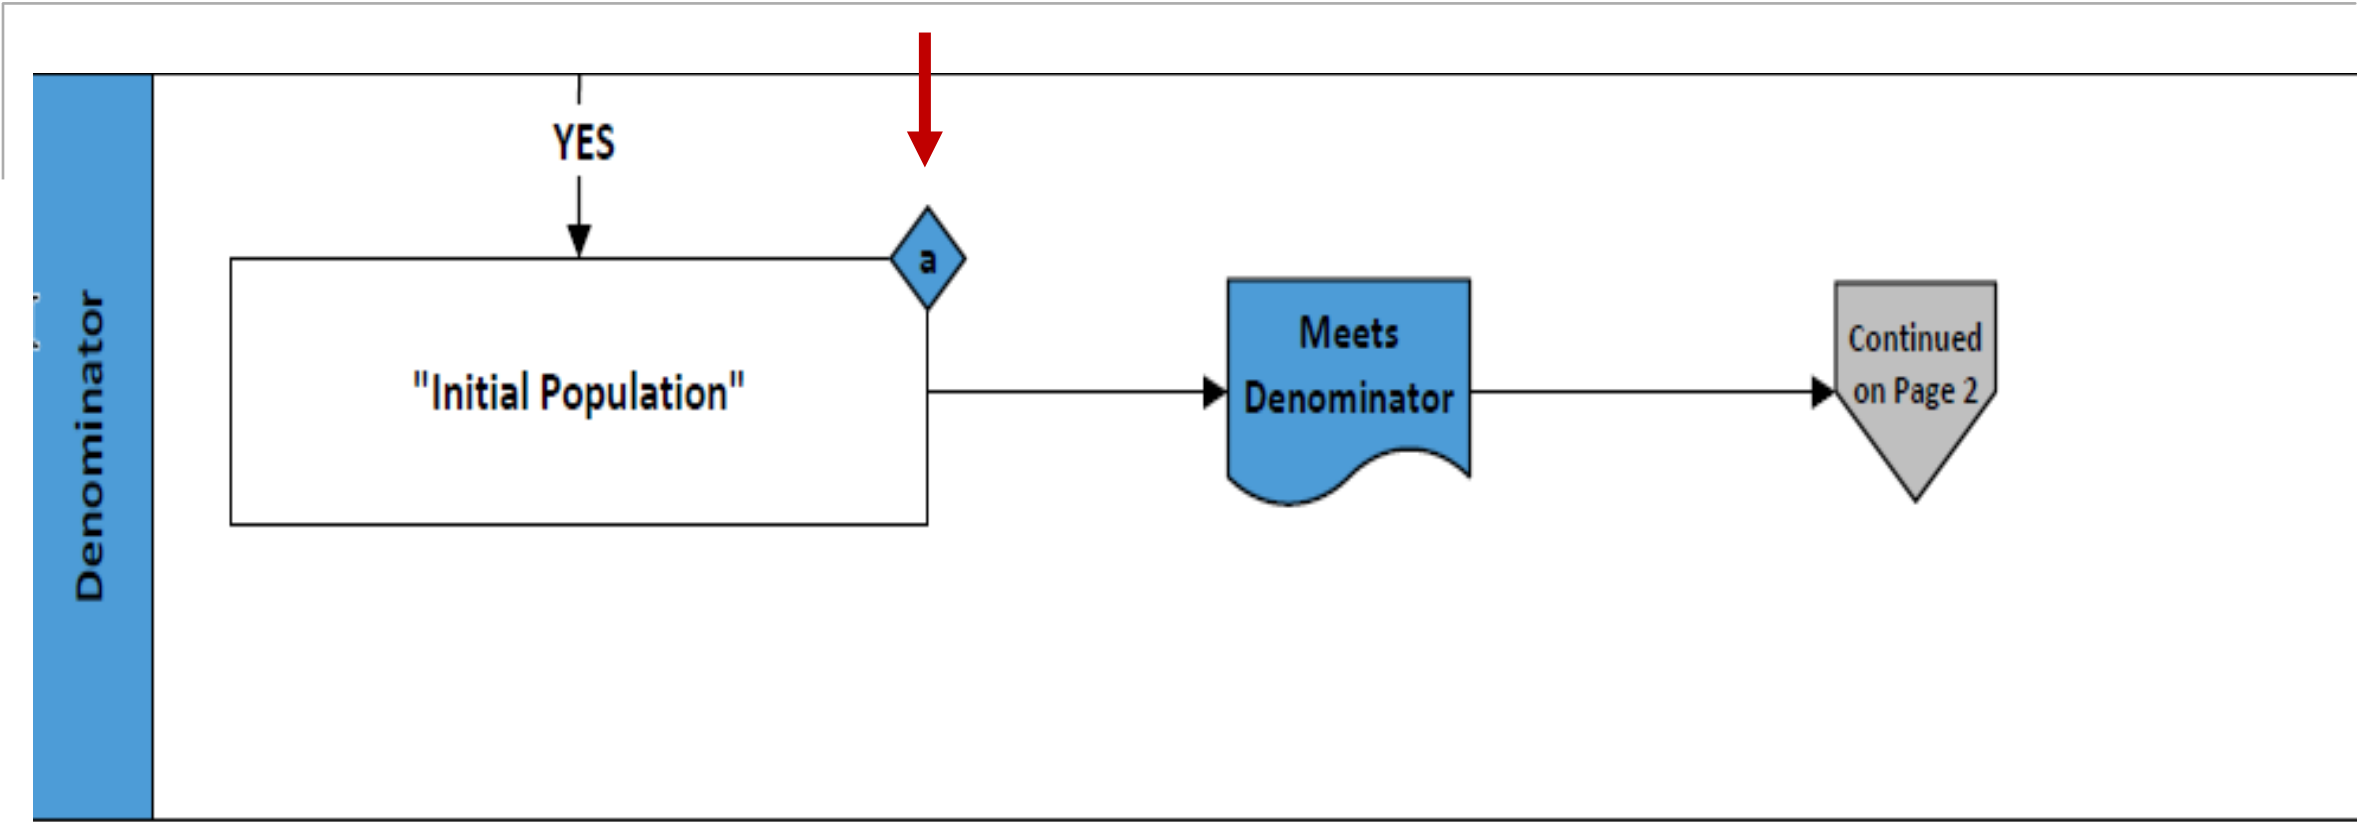 Denominator
YES
a
"Initial Population"
Meets
Denominator
Continued
on Page 2